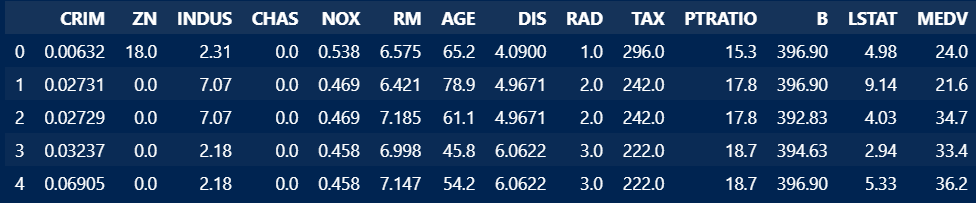 CRIM ZN INDUS CHAS NOX RM AGE DIS RAD TAX PTRATIO B LSTAT MEDV
0 0.00632 18.0 2.31 0.0 0.538 6.575 65.2 4.0900 1.0 296.0 15.3 396.90 4.98 24.0
1 0.02731 0.0 7.07 0.0 0.469 6.421 78.9 4.9671 2.0 242.0 17.8 396.90 9.14 21.6
2 0.02729 0.0 7.07 0.0 0.469 7.185 61.1 4.9671 2.0 242.0 17.8 392.83 4.03 34.7
3 0.03237 0.0 2.18 0.0 0.458 6.998 45.8 6.0622 3.0 222.0 18.7 394.63 2.94 33.4
4 0.06905 0.0 2.18 0.0 0.458 7.147 54.2 6.0622 3.0 222.0 18.7 396.90 5.33 36.2